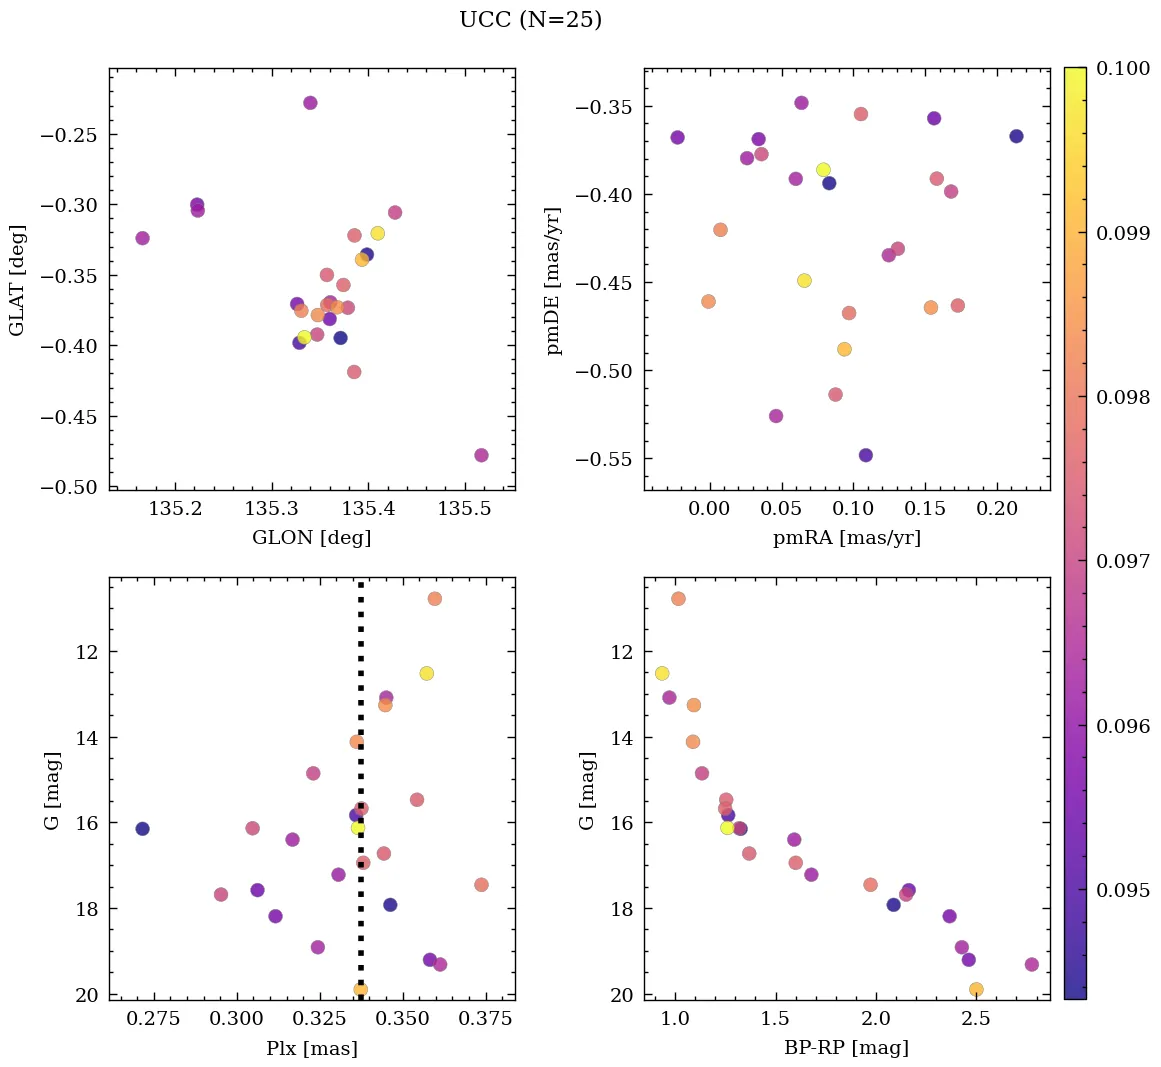 UCC (N=25)
−0.25
−0.30
−0.35
−0.40
−0.45
−0.50
GLAT [deg]
135.2 135.3 135.4 135.5
GLON [deg]
−0.35
−0.40
−0.45
−0.50
−0.55
pmDE [mas/yr]
0.00 0.05 0.10 0.15 0.20
pmRA [mas/yr]
12
14
16
18
20
G [mag]
0.275 0.300 0.325 0.350 0.375
Plx [mas]
12
14
16
18
20
G [mag]
1.0 1.5 2.0 2.5
BP-RP [mag]
0.100
0.099
0.098
0.097
0.096
0.095